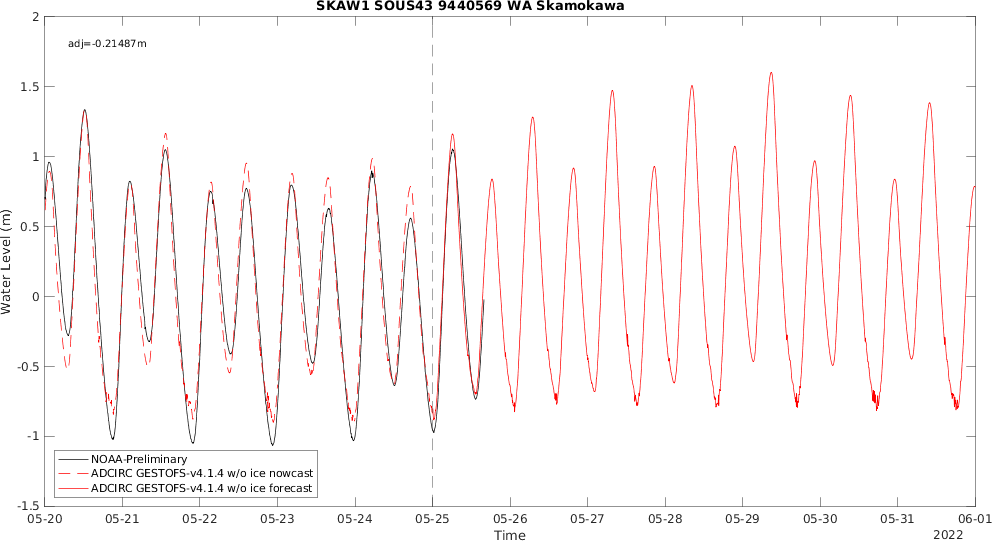 SKAW1 SOUS43 9440569 WA Skamokawa
adj=-0.21487m
2
1.5
1
0.5
0
-0.5
-1
-1.5
Water Level (m)
NOAA-Preliminary
ADCIRC GESTOFS-v4.1.4 w/o ice nowcast
ADCIRC GESTOFS-v4.1.4 w/o ice forecast
05-20 05-21 05-22 05-23 05-24 05-25 05-26 05-27 05-28 05-29 05-30 05-31 06-01
Time
2022